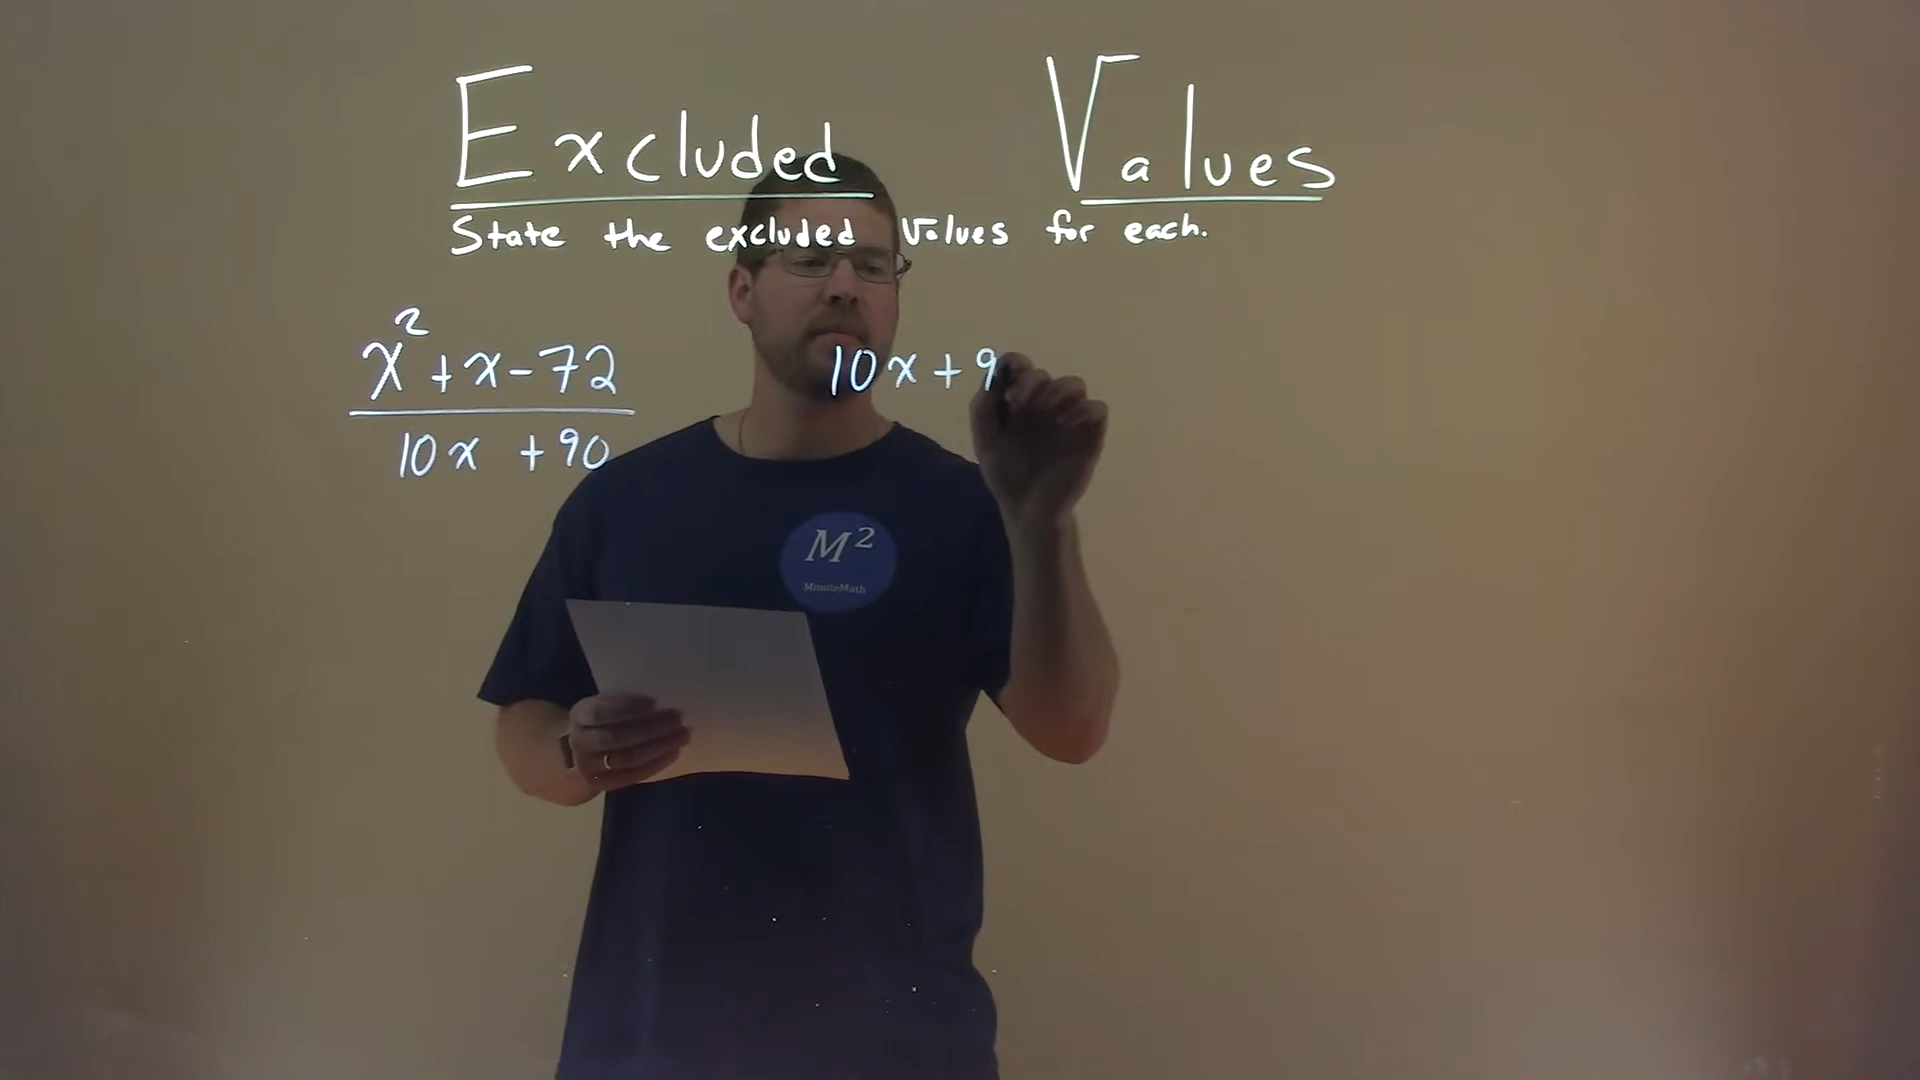 Excluded Values
State the excluded values for each.
x²+x-72
10x +90
10x+9
M²
MinuteMath